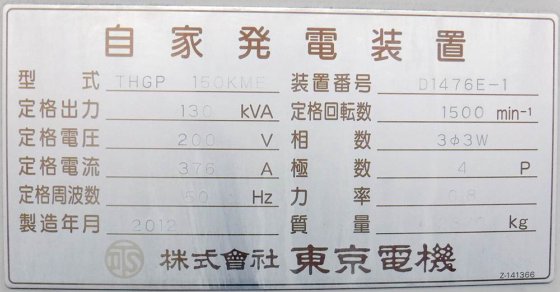 自家発電装置
型式 THGP 150KME 装置番号 D1476E-1
定格出力 130 kVA 定格回転数 1500 min-1
定格電圧 200 V 相数 3φ3W
定格電流 376 A 極数 4 P
定格周波数 50 Hz 力率 0.8
製造年月 2012 質量 kg
株式會社 東京電機
Z-141366